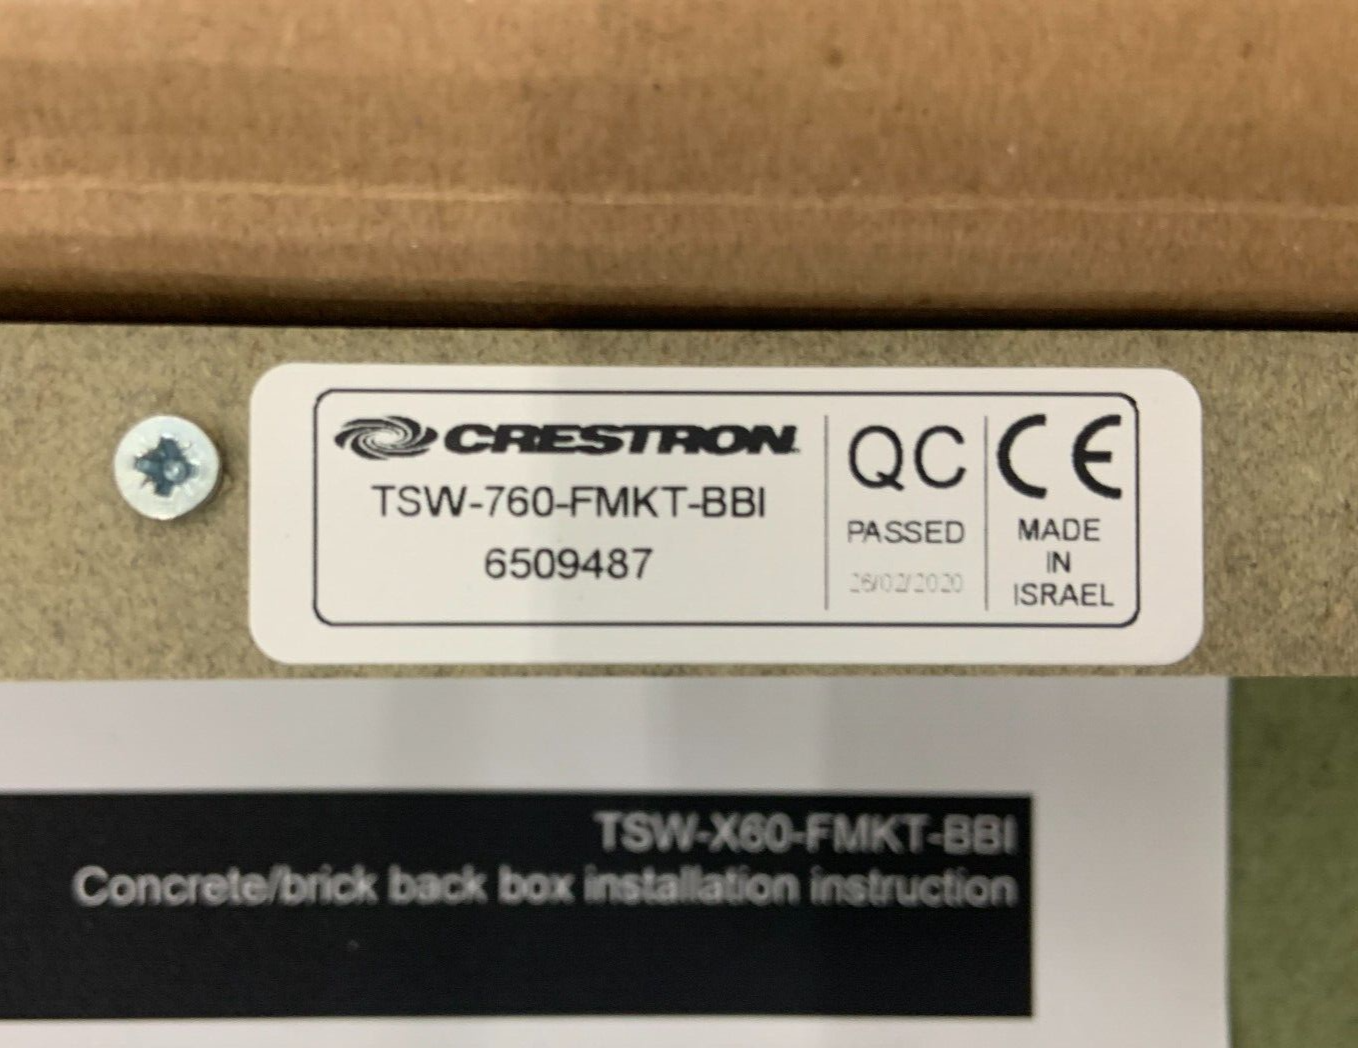 CRESTRON
TSW-760-FMKT-BBI
6509487
QC
PASSED
26/02/2020
CE
MADE
IN
ISRAEL
TSW-X60-FMKT-BBI
Concrete/brick back box installation instruction